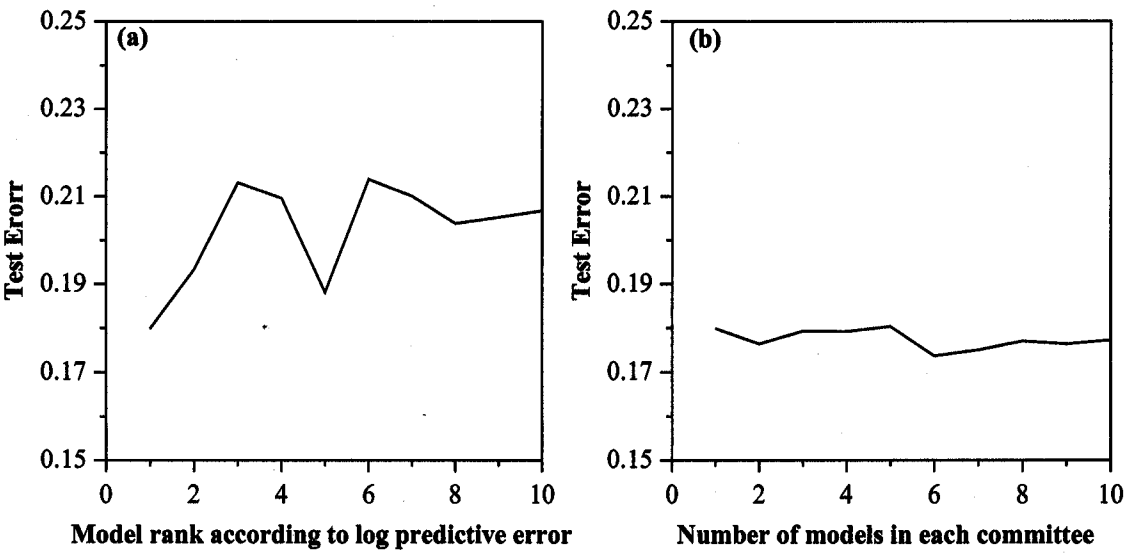 (a)
0.25
0.23
0.21
0.19
0.17
0.15
Test Erorr
0 2 4 6 8 10
Model rank according to log predictive error
(b)
0.25
0.23
0.21
0.19
0.17
0.15
Test Error
0 2 4 6 8 10
Number of models in each committee